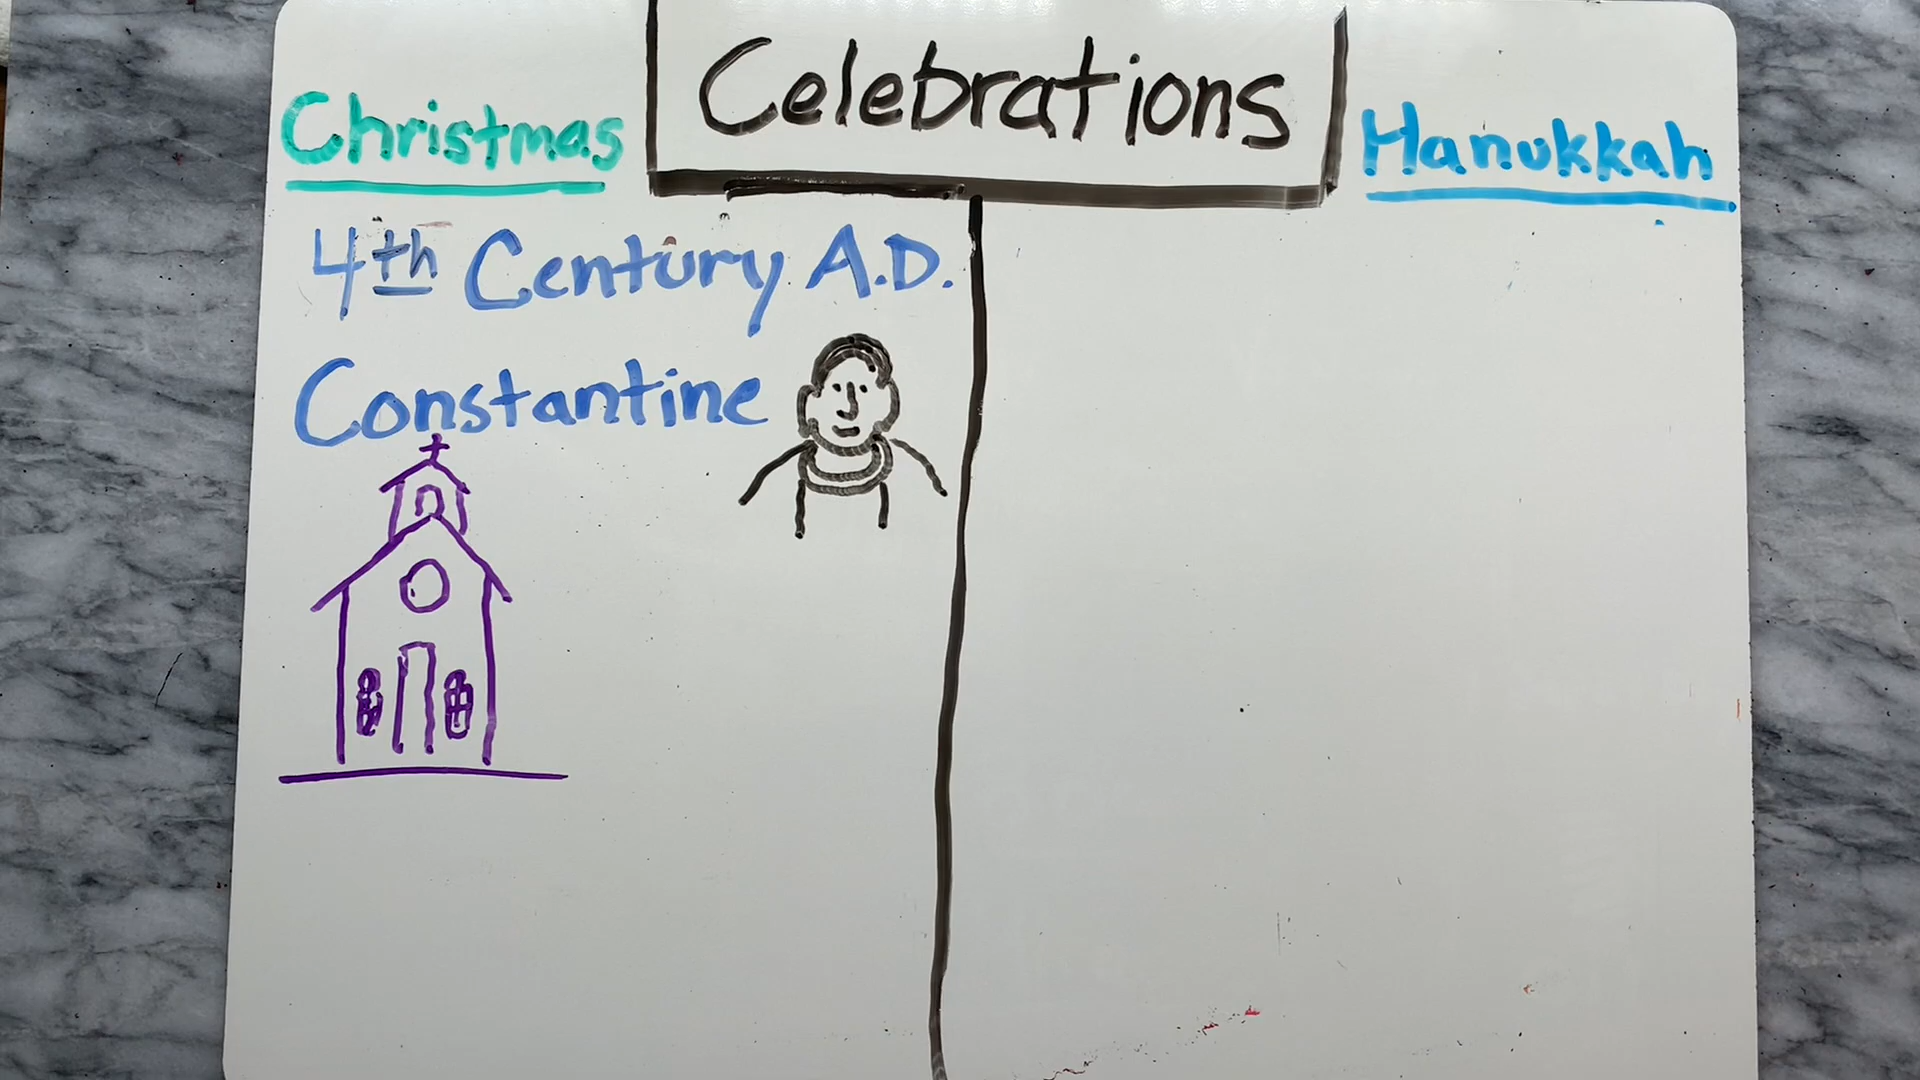 Celebrations
Christmas
Hanukkah
4th Century A.D.
Constantine